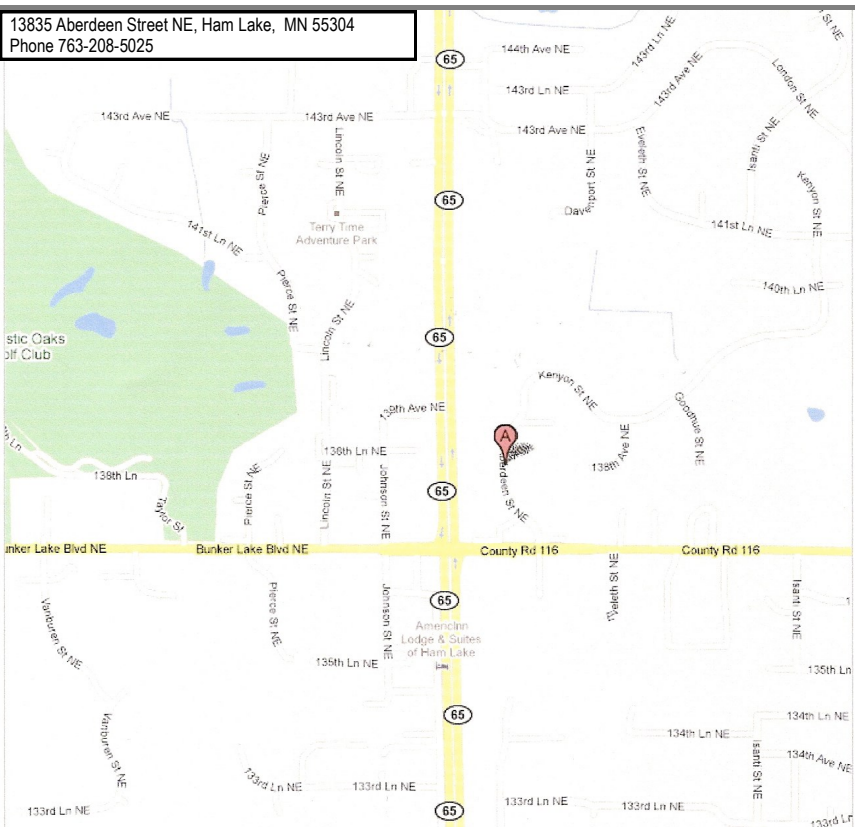 13835 Aberdeen Street NE, Ham Lake, MN 55304
Phone 763-208-5025
65
144th Ave NE
143rd Ln NE
143rd Ln NE
143rd Ave NE
London St NE
St NE
143rd Ave NE
143rd Ave NE
143rd Ave NE
Lincoln St NE
Pierce St NE
Eveleth St NE
Isanti St NE
Kenyon St NE
65
Terry Time
Adventure Park
141st Ln NE
141st Ln NE
Pierce St NE
140th Ln NE
Lincoln St NE
65
stic Oaks
olf Club
Kenyon St NE
Goodhue St NE
139th Ave NE
A
138th Ave NE
138th Ln NE
138th Ln
Pierce St NE
Lincoln St NE
Johnson St NE
65
Taylor St
unker Lake Blvd NE
Bunker Lake Blvd NE
County Rd 116
County Rd 116
Vanburen St NE
Pierce St NE
Johnson St NE
65
Isanti St NE
AmericInn
Lodge & Suites
of Ham Lake
135th Ln NE
135th Ln
65
134th Ln NE
134th Ln NE
Vanburen St NE
Isanti St NE
134th Ave NE
133rd Ln NE
133rd Ln NE
133rd Ln NE
65
133rd Ln NE
133rd Ln NE
133rd Ln